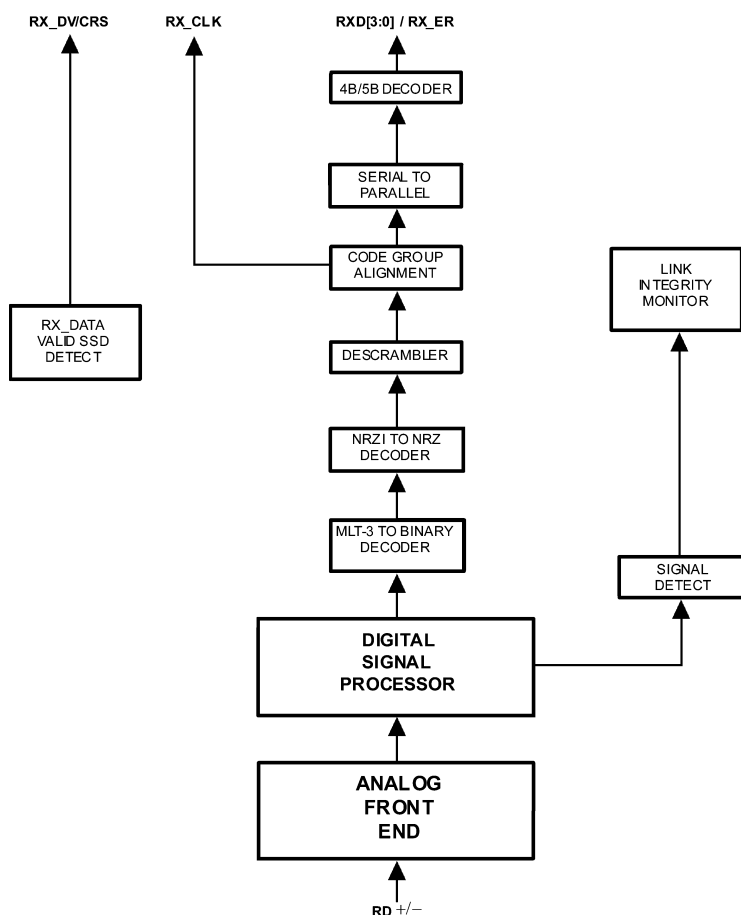 RX_DV/CRS
RX_CLK
RXD[3:0] / RX_ER
4B/5B DECODER
SERIAL TO
PARALLEL
CODE GROUP
ALIGNMENT
LINK
INTEGRITY
MONITOR
RX_DATA
VALID SSD
DETECT
DESCRAMBLER
NRZI TO NRZ
DECODER
MLT-3 TO BINARY
DECODER
SIGNAL
DETECT
DIGITAL
SIGNAL
PROCESSOR
ANALOG
FRONT
END
RD +/−